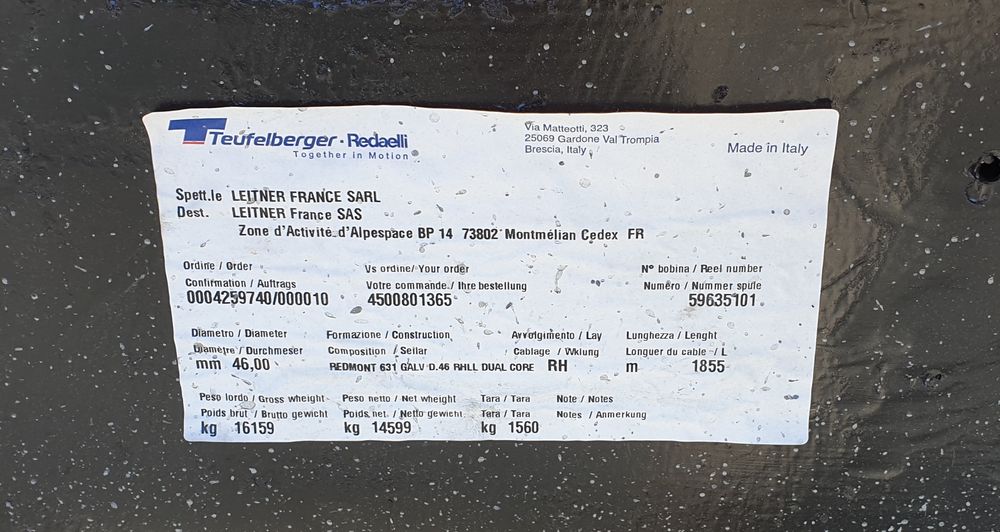 Teufelberger · Redaelli
Together in Motion
Via Matteotti, 323
25069 Gardone Val Trompia
Brescia, Italy
Made in Italy
Spett.le LEITNER FRANCE SARL
Dest. LEITNER France SAS
Zone d'Activité d'Alpespace BP 14 73802 Montmélian Cedex FR
Ordine / Order Vs ordine/ Your order N° bobina / Reel number
Confirmation / Auftrags Votre commande / Ihre bestellung Numéro / Nummer spule
0004259740/000010 4500801365 59635101
Diametro / Diameter Formazione / Construction Avvolgimento / Lay Lunghezza / Lenght
Diamètre / Durchmeser Composition / Seilar Cablage / Wklung Longuer du cable / L
mm 46,00 REDMONT 631 GALV D.46 RHLL DUAL CORE RH m 1855
Peso lordo / Gross wheight Peso netto / Net wheight Tara / Tara Note / Notes
Poids brut / Brutto gewicht Poids net. / Netto gewicht Tara / Tara Notes / Anmerkung
kg 16159 kg 14599 kg 1560